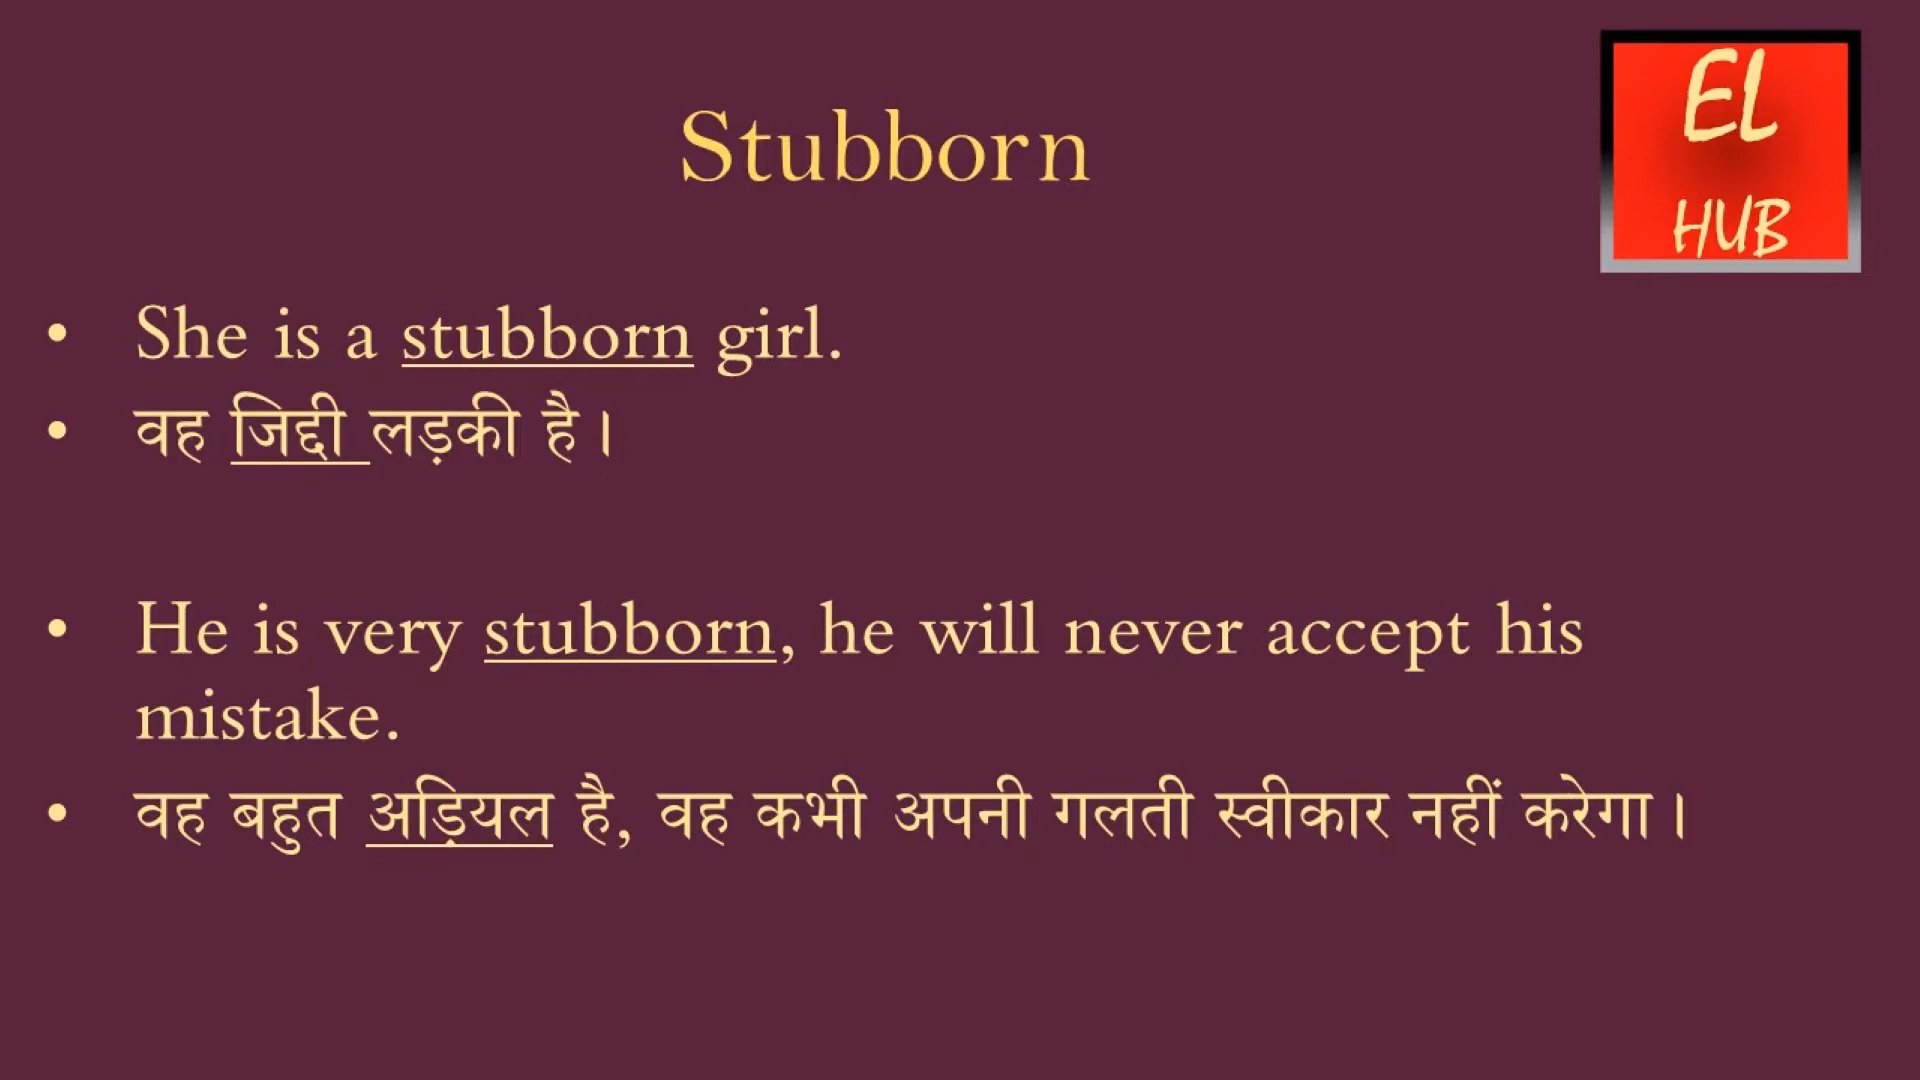 Stubborn
EL
HUB
• She is a stubborn girl.
• वह जिद्दी लड़की है।
• He is very stubborn, he will never accept his
mistake.
• वह बहुत अड़ियल है, वह कभी अपनी गलती स्वीकार नहीं करेगा।